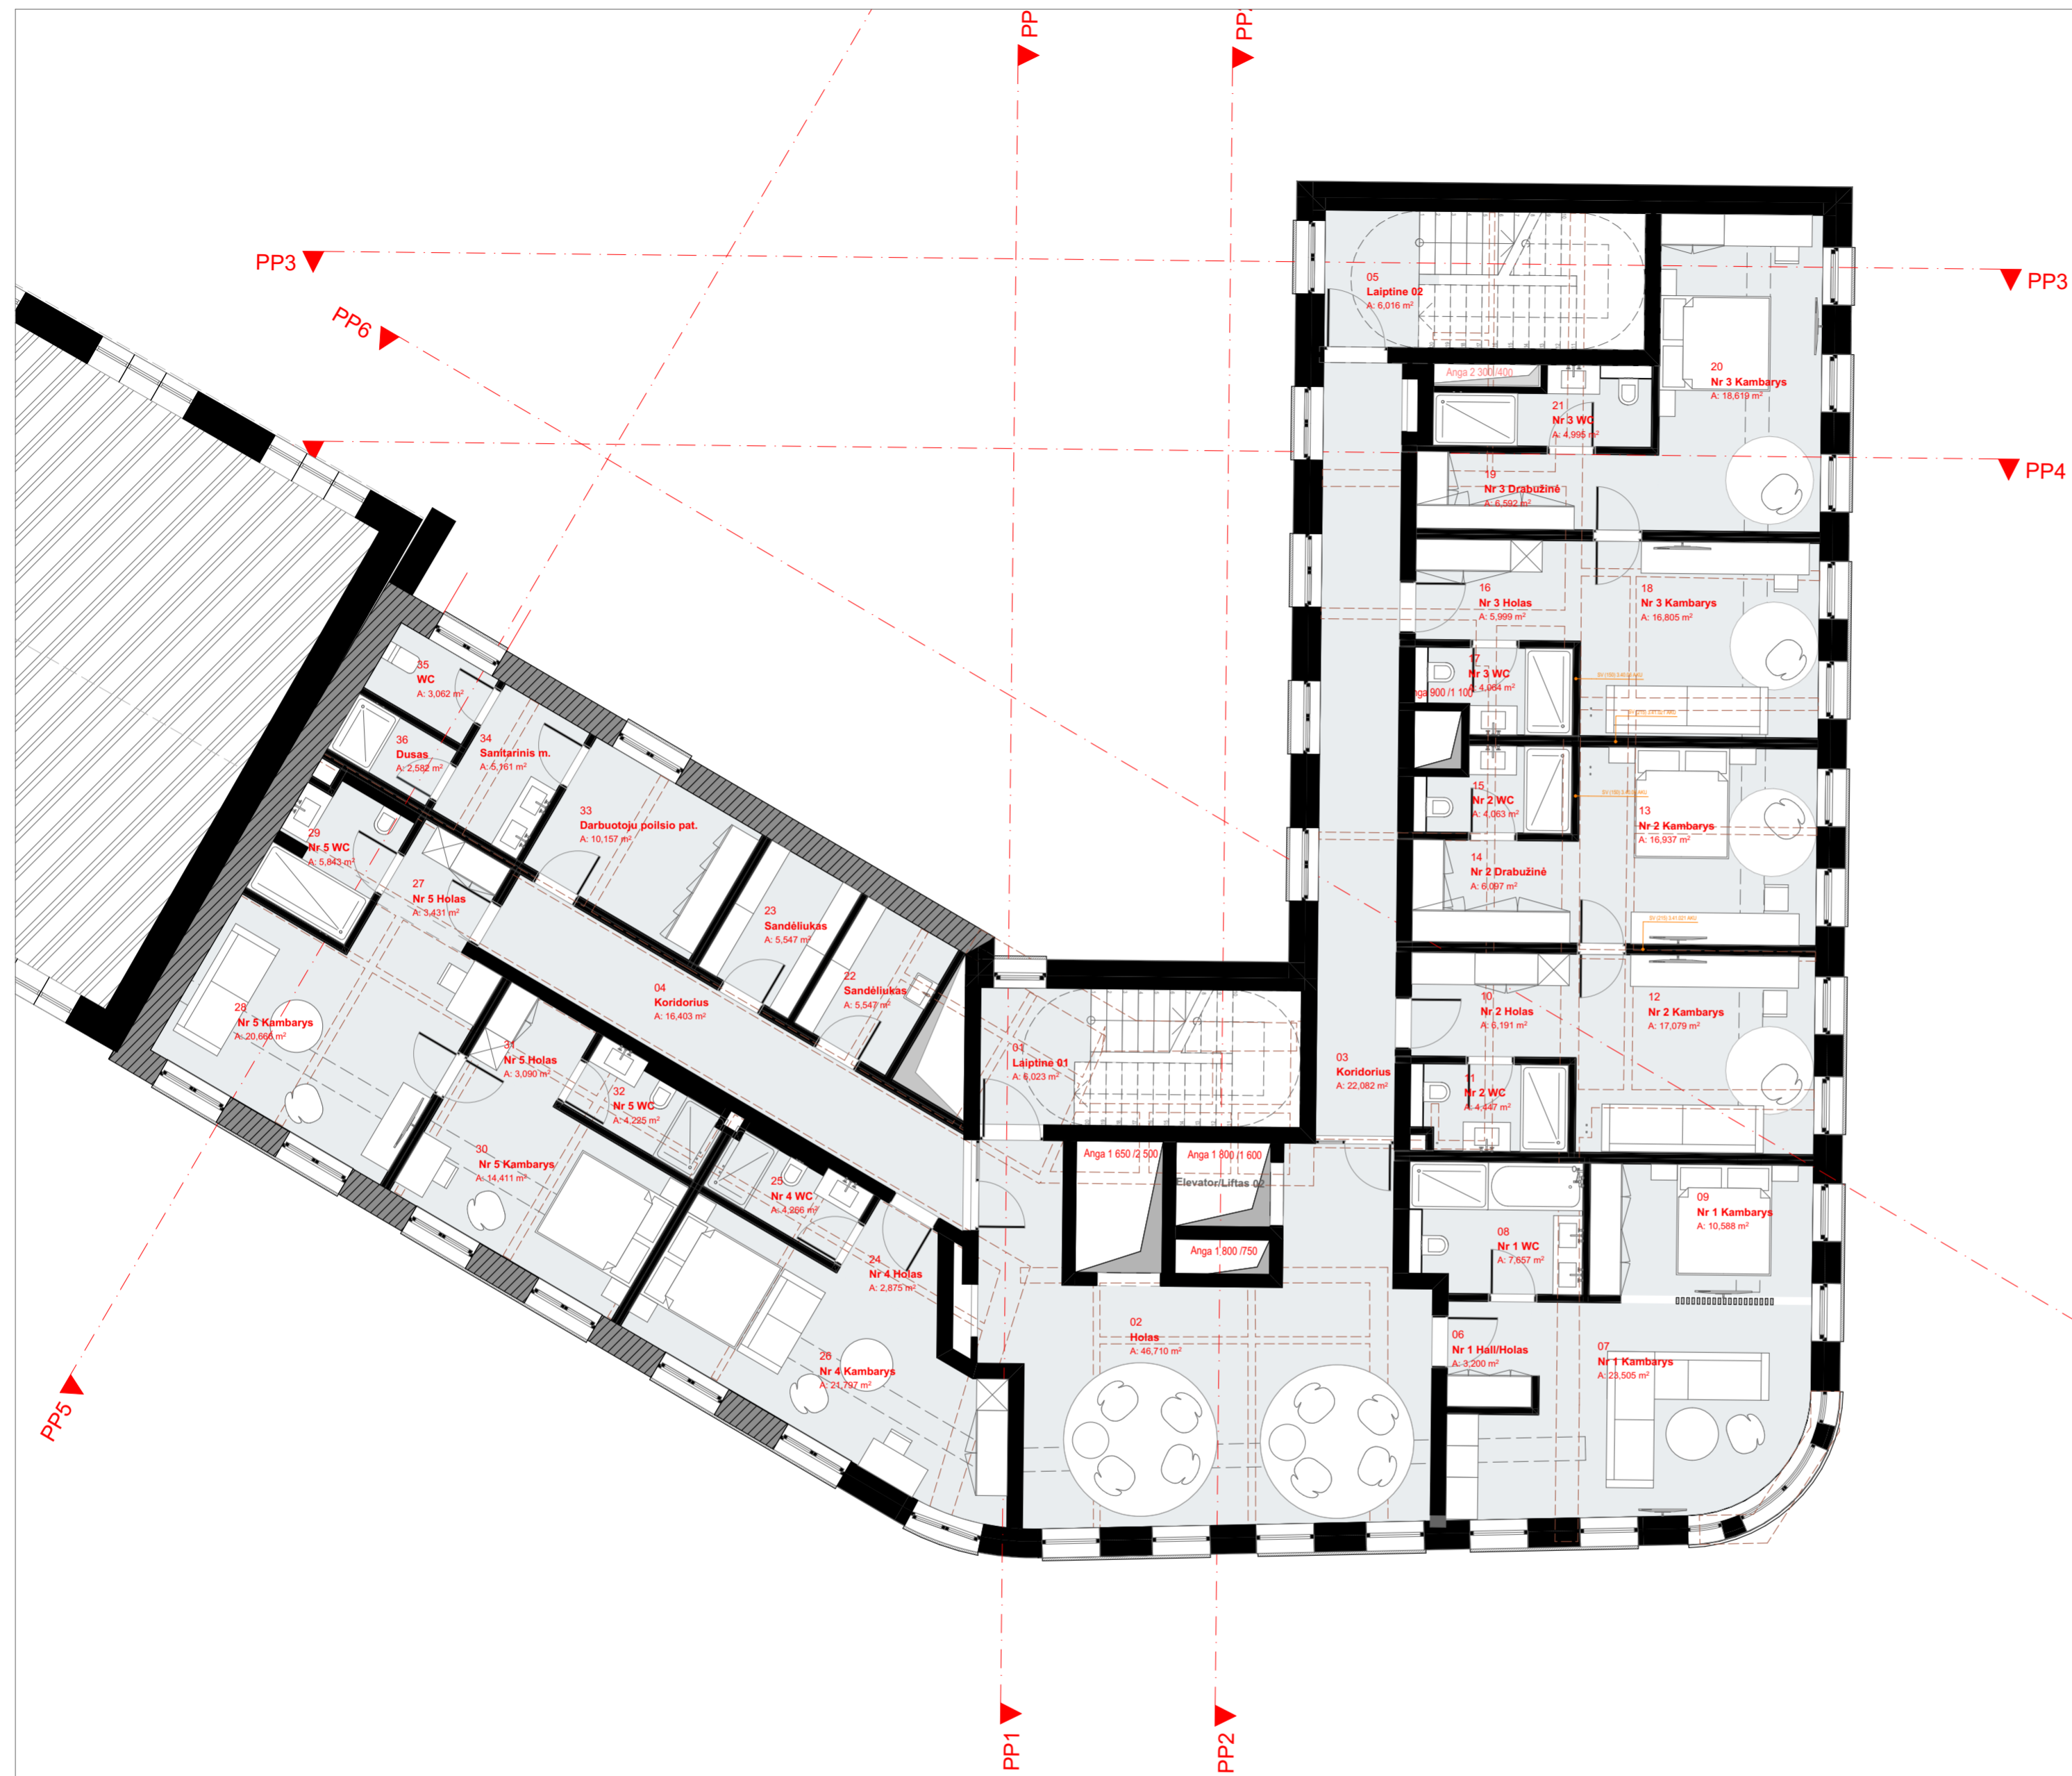 PP
PP
PP3
PP3
PP6
PP4
05
Laiptine 02
A: 6,016 m²
20
Nr 3 Kambarys
A: 18,619 m²
Anga 2 300 /400
21
Nr 3 WC
A: 4,995 m²
19
Nr 3 Drabužinė
A: 6,592 m²
16
Nr 3 Holas
A: 5,999 m²
18
Nr 3 Kambarys
A: 16,805 m²
17
Nr 3 WC
A: 4,064 m²
nga 900 /1 100
15
Nr 2 WC
A: 4,063 m²
13
Nr 2 Kambarys
A: 16,937 m²
14
Nr 2 Drabužinė
A: 6,097 m²
10
Nr 2 Holas
A: 6,191 m²
12
Nr 2 Kambarys
A: 17,079 m²
11
Nr 2 WC
A: 4,447 m²
03
Koridorius
A: 22,082 m²
09
Nr 1 Kambarys
A: 10,588 m²
08
Nr 1 WC
A: 7,657 m²
06
Nr 1 Hall/Holas
A: 3,200 m²
07
Nr 1 Kambarys
A: 23,505 m²
35
WC
A: 3,062 m²
36
Dusas
A: 2,582 m²
34
Sanitarinis m.
A: 5,161 m²
33
Darbuotoju poilsio pat.
A: 10,157 m²
29
Nr 5 WC
A: 5,843 m²
27
Nr 5 Holas
A: 3,431 m²
23
Sandėliukas
A: 5,547 m²
22
Sandėliukas
A: 5,547 m²
04
Koridorius
A: 16,403 m²
28
Nr 5 Kambarys
A: 20,666 m²
31
Nr 5 Holas
A: 3,090 m²
32
Nr 5 WC
A: 4,225 m²
30
Nr 5 Kambarys
A: 14,411 m²
25
Nr 4 WC
A: 4,266 m²
24
Nr 4 Holas
A: 2,875 m²
26
Nr 4 Kambarys
A: 21,797 m²
01
Laiptine 01
A: 6,023 m²
Anga 1 650 /2 500
Anga 1 800 /1 600
Elevator/Liftas 02
Anga 1 800 /750
02
Holas
A: 46,710 m²
PP5
PP1
PP2